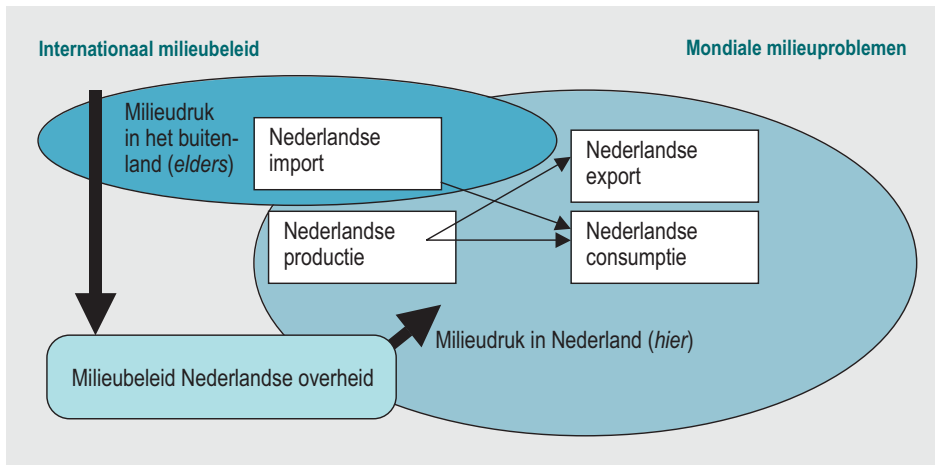 Internationaal milieubeleid
Mondiale milieuproblemen
Milieudruk
in het buiten-
land (elders)
Nederlandse
import
Nederlandse
export
Nederlandse
productie
Nederlandse
consumptie
Milieudruk in Nederland (hier)
Milieubeleid Nederlandse overheid